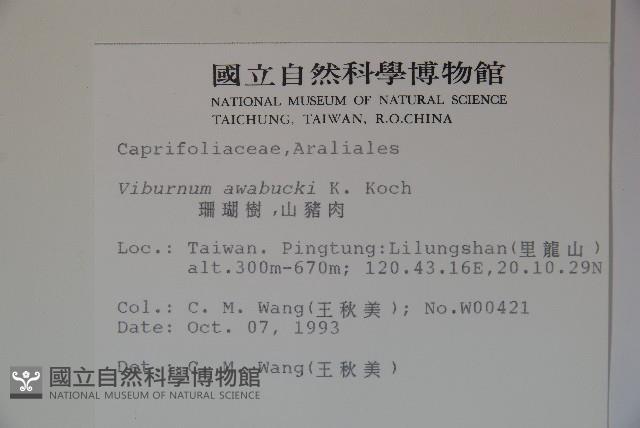 國立自然科學博物館
NATIONAL MUSEUM OF NATURAL SCIENCE
TAICHUNG, TAIWAN, R.O.CHINA
Caprifoliaceae,Araliales
Viburnum awabucki K. Koch
珊瑚樹,山豬肉
Loc.: Taiwan. Pingtung:Lilungshan(里龍山)
alt.300m-670m; 120.43.16E,20.10.29N
Col.: C. M. Wang(王秋美); No.W00421
Date: Oct. 07, 1993
Det.: C. M. Wang(王秋美)
國立自然科學博物館
NATIONAL MUSEUM OF NATURAL SCIENCE